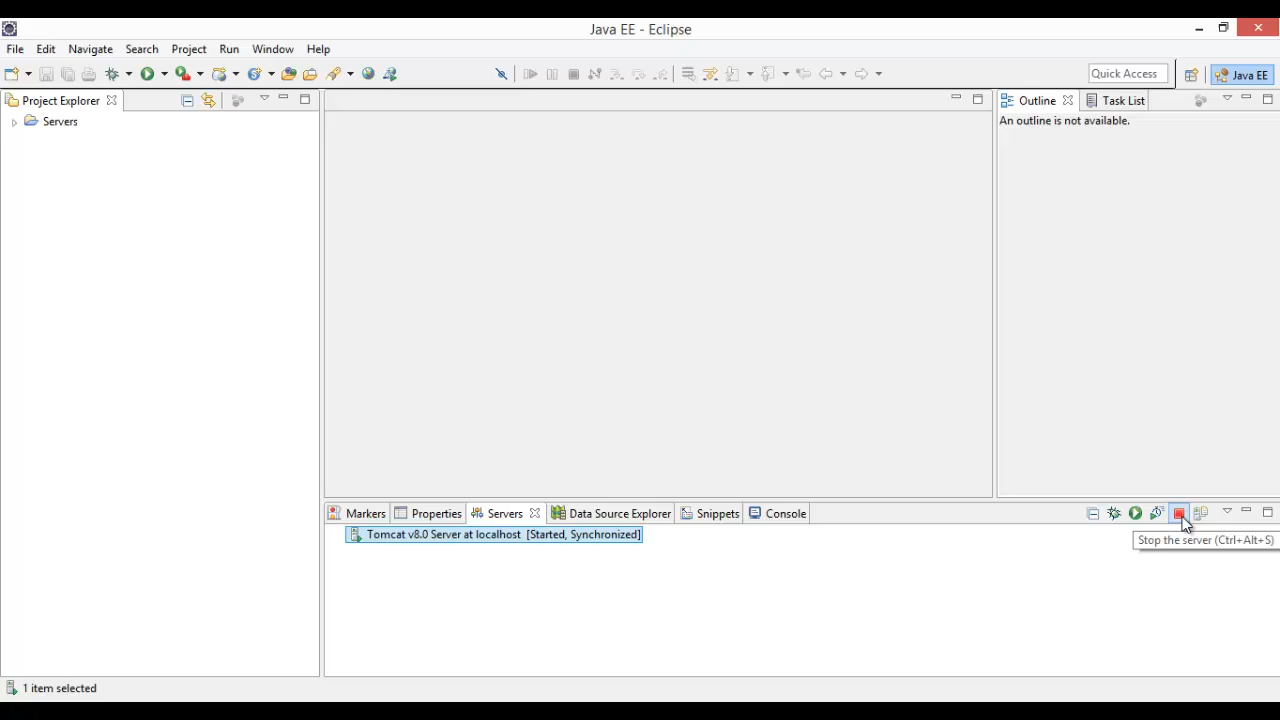 Java EE - Eclipse
File Edit Navigate Search Project Run Window Help
Quick Access Java EE
Project Explorer
Servers
Outline Task List
An outline is not available.
Markers Properties Servers Data Source Explorer Snippets Console
Tomcat v8.0 Server at localhost [Started, Synchronized]
Stop the server (Ctrl+Alt+S)
1 item selected